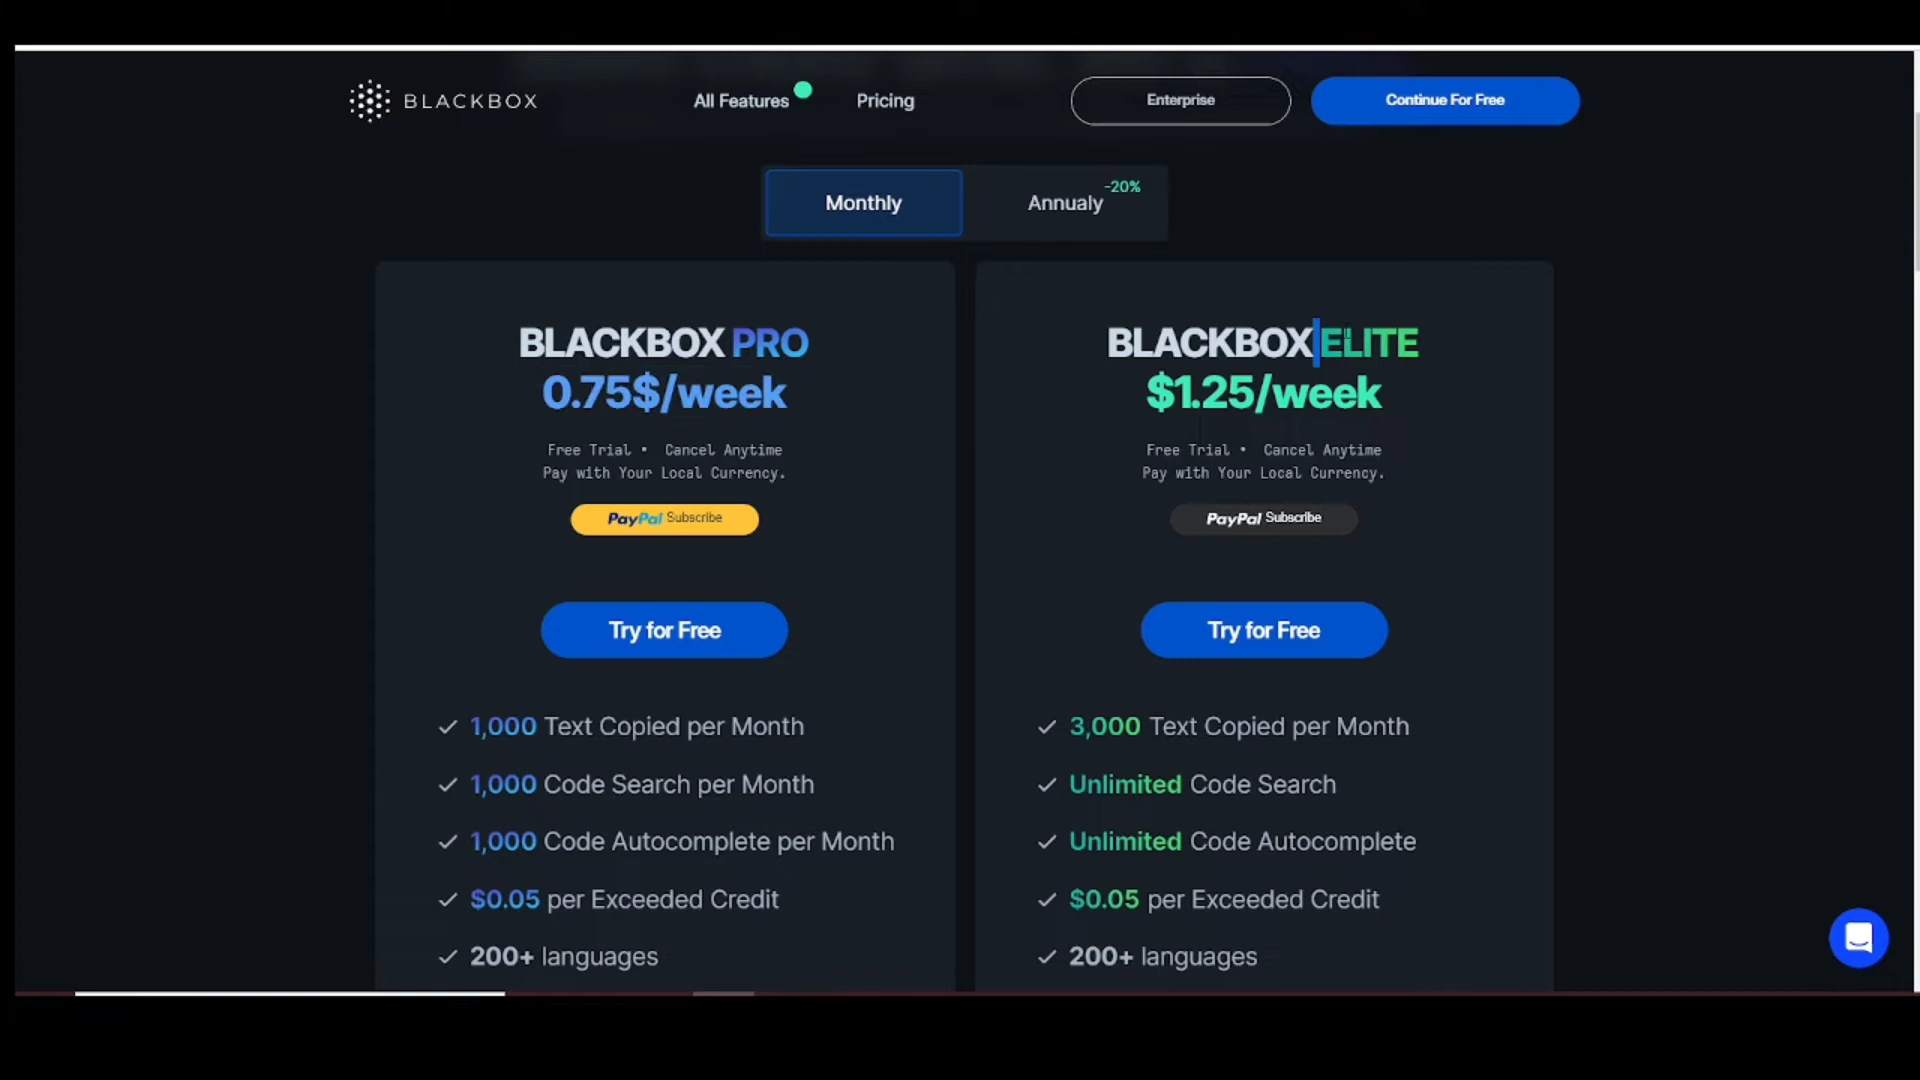 BLACKBOX
All Features
Pricing
Enterprise
Continue For Free
Monthly
Annualy
-20%
BLACKBOX PRO
0.75$/week
Free Trial • Cancel Anytime
Pay with Your Local Currency.
PayPal Subscribe
Try for Free
1,000 Text Copied per Month
1,000 Code Search per Month
1,000 Code Autocomplete per Month
$0.05 per Exceeded Credit
200+ languages
BLACKBOX ELITE
$1.25/week
Free Trial • Cancel Anytime
Pay with Your Local Currency.
PayPal Subscribe
Try for Free
3,000 Text Copied per Month
Unlimited Code Search
Unlimited Code Autocomplete
$0.05 per Exceeded Credit
200+ languages